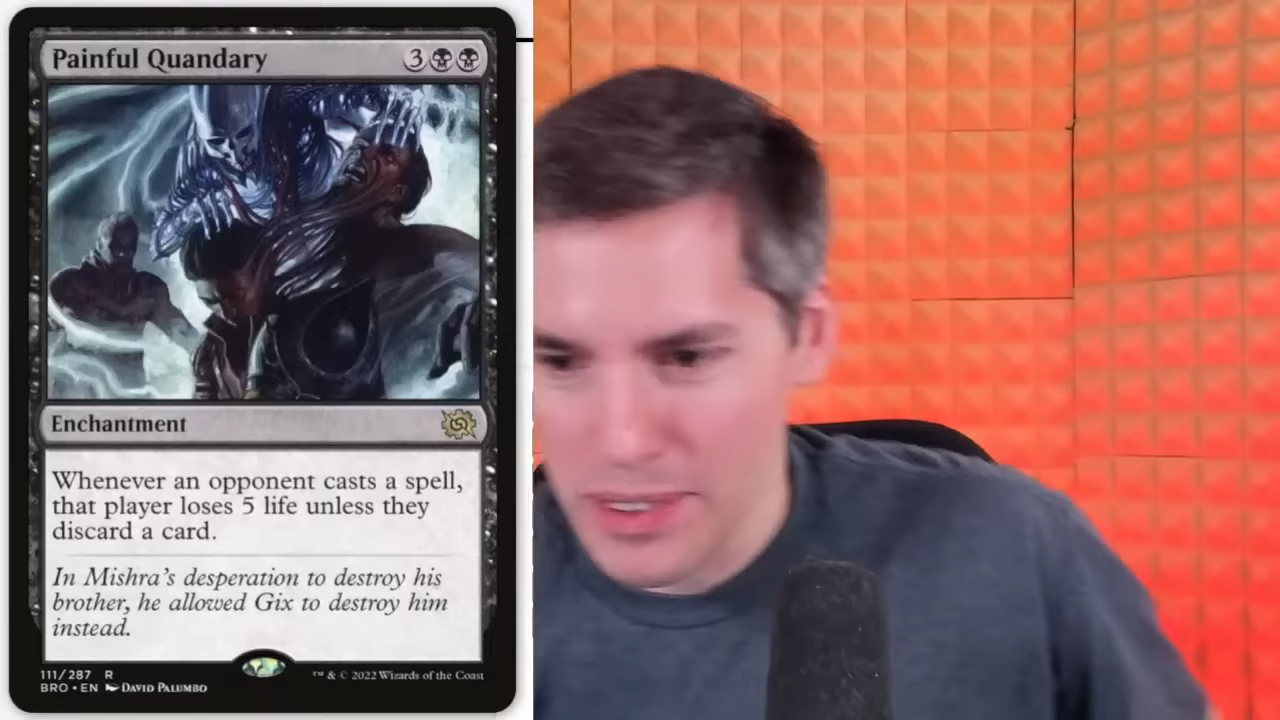 Painful Quandary 3
Enchantment
Whenever an opponent casts a spell,
that player loses 5 life unless they
discard a card.
In Mishra's desperation to destroy his
brother, he allowed Gix to destroy him
instead.
111/287 R
BRO • EN David Palumbo
™ & © 2022 Wizards of the Coast